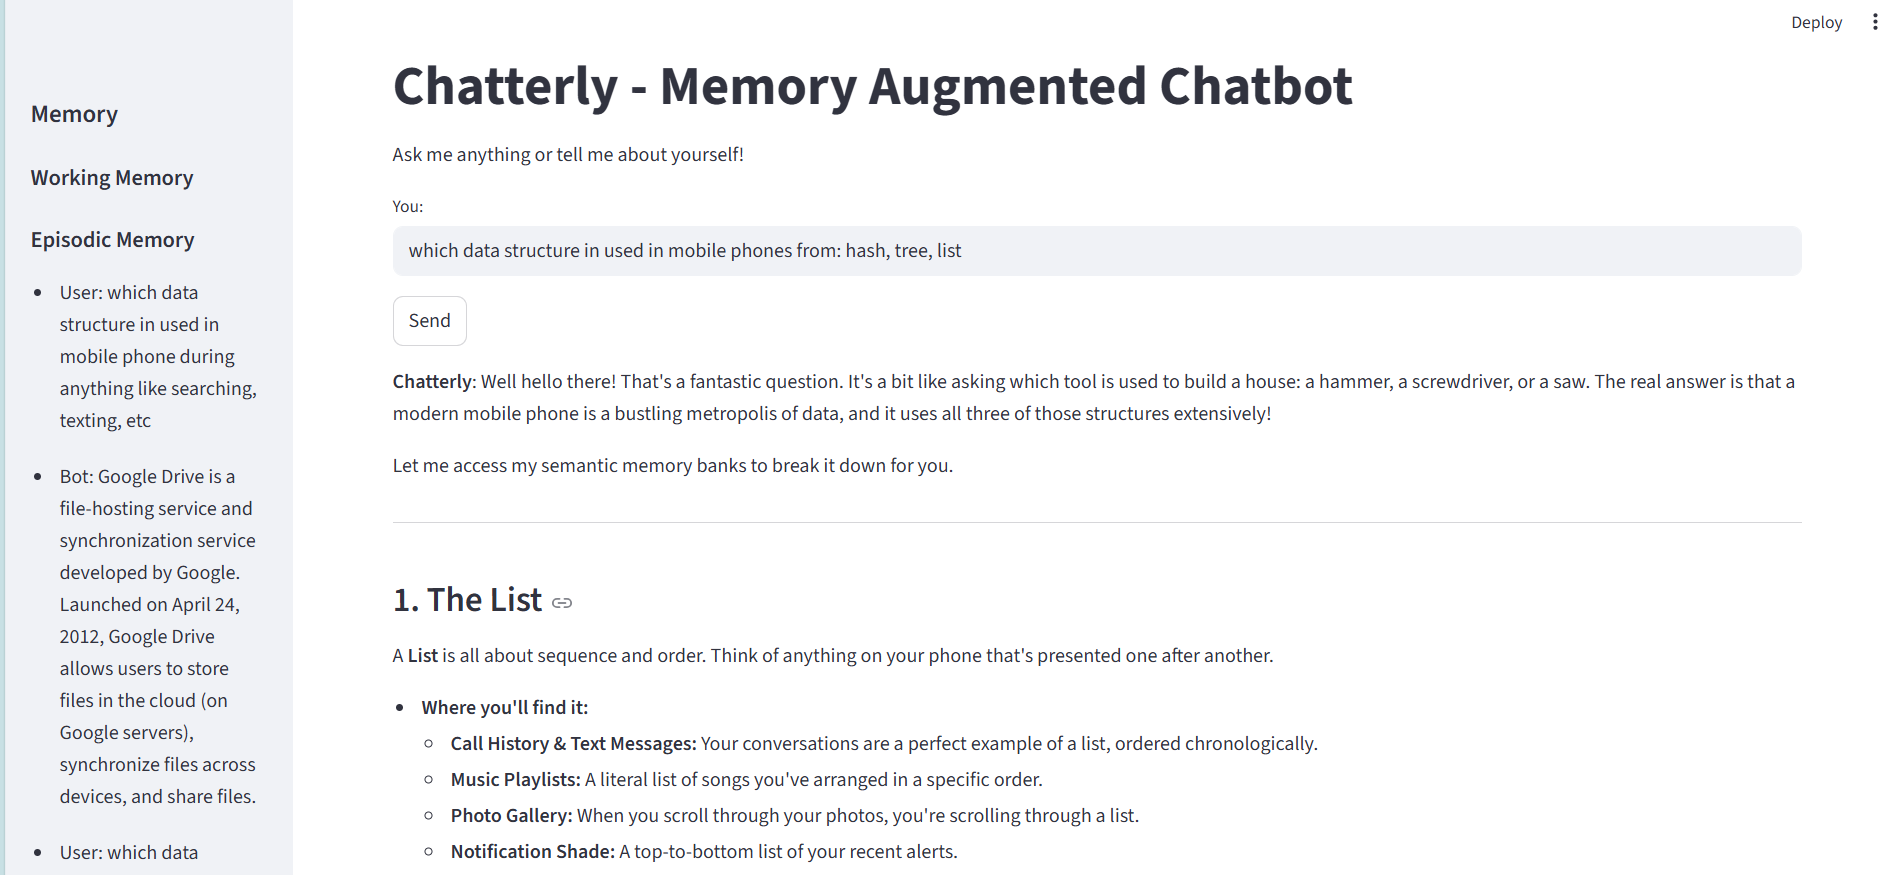 Deploy
Memory
Working Memory
Episodic Memory
User: which data
structure in used in
mobile phone during
anything like searching,
texting, etc
Bot: Google Drive is a
file-hosting service and
synchronization service
developed by Google.
Launched on April 24,
2012, Google Drive
allows users to store
files in the cloud (on
Google servers),
synchronize files across
devices, and share files.
User: which data
Chatterly - Memory Augmented Chatbot
Ask me anything or tell me about yourself!
You:
which data structure in used in mobile phones from: hash, tree, list
Send
Chatterly: Well hello there! That's a fantastic question. It's a bit like asking which tool is used to build a house: a hammer, a screwdriver, or a saw. The real answer is that a
modern mobile phone is a bustling metropolis of data, and it uses all three of those structures extensively!
Let me access my semantic memory banks to break it down for you.
1. The List
A List is all about sequence and order. Think of anything on your phone that's presented one after another.
Where you'll find it:
Call History & Text Messages: Your conversations are a perfect example of a list, ordered chronologically.
Music Playlists: A literal list of songs you've arranged in a specific order.
Photo Gallery: When you scroll through your photos, you're scrolling through a list.
Notification Shade: A top-to-bottom list of your recent alerts.